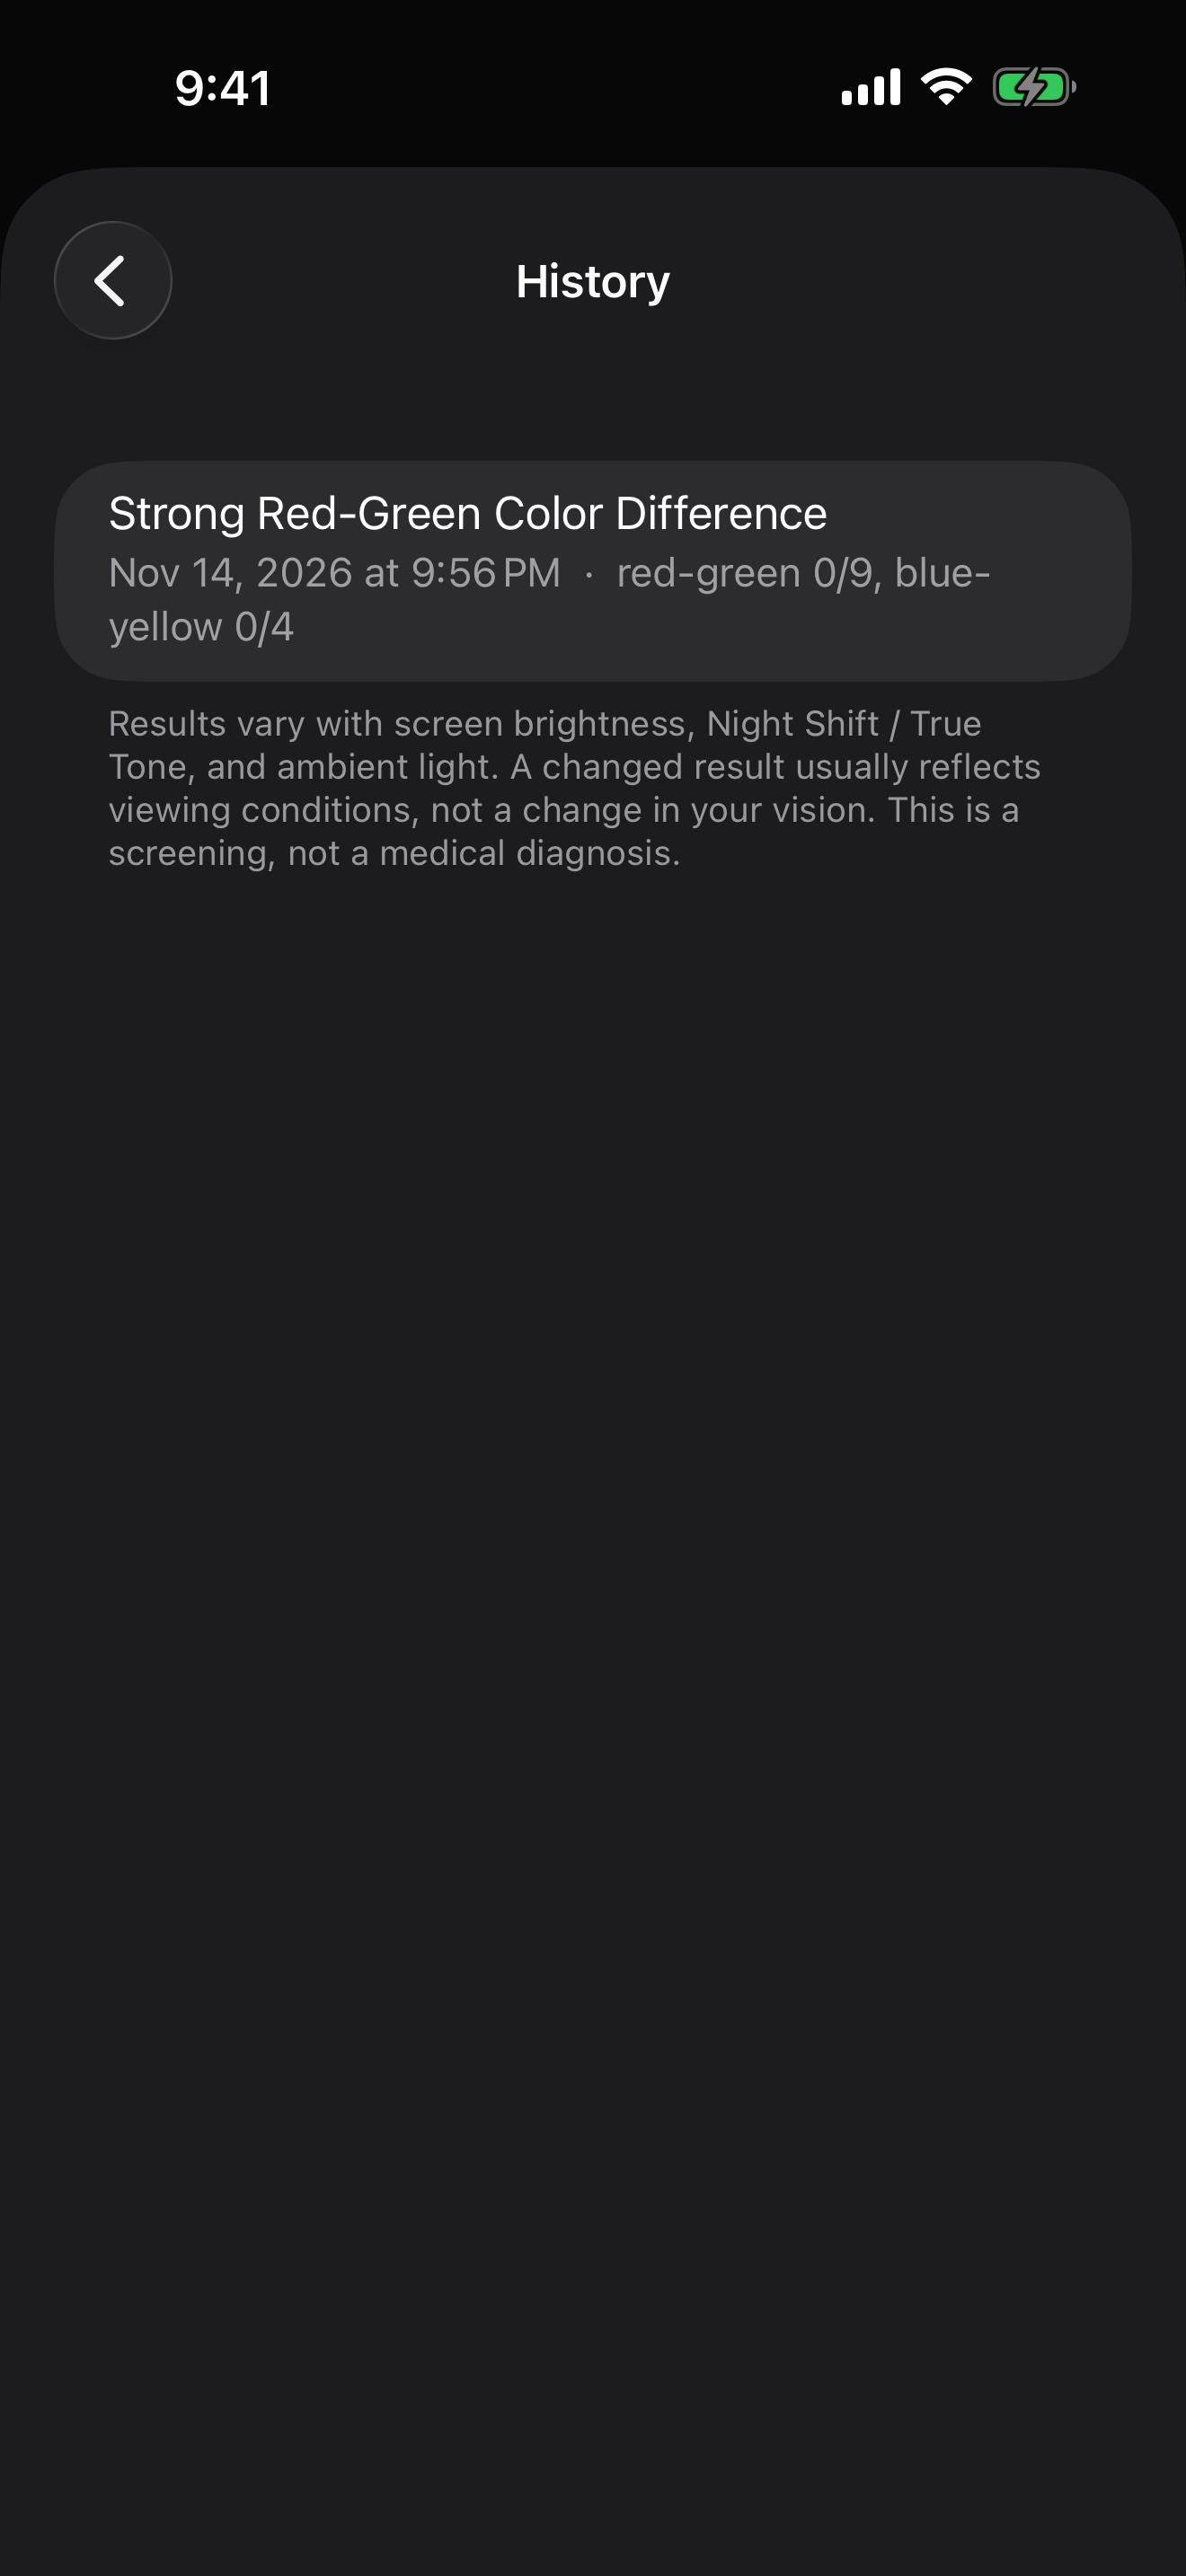 9:41
History
Strong Red-Green Color Difference
Nov 14, 2026 at 9:56 PM · red-green 0/9, blue-
yellow 0/4
Results vary with screen brightness, Night Shift / True
Tone, and ambient light. A changed result usually reflects
viewing conditions, not a change in your vision. This is a
screening, not a medical diagnosis.